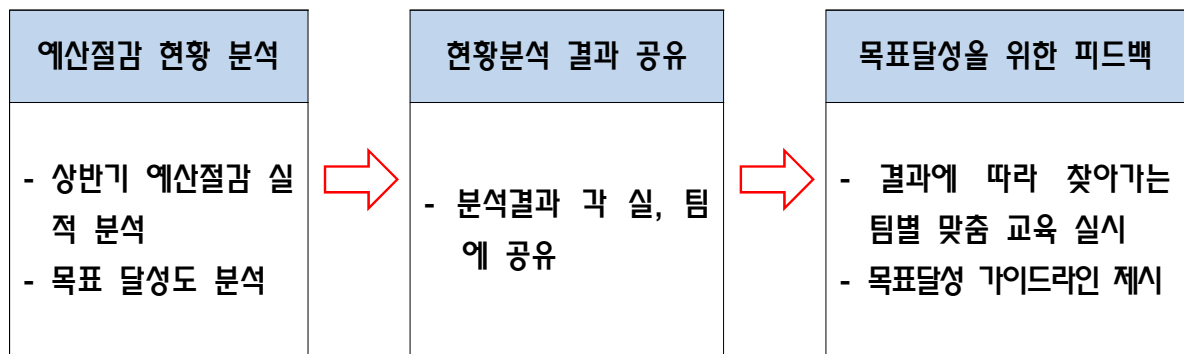 예산절감 현황 분석
- 상반기 예산절감 실
적 분석
- 목표 달성도 분석
현황분석 결과 공유
- 분석결과 각 실, 팀
에 공유
목표달성을 위한 피드백
- 결과에 따라 찾아가는
팀별 맞춤 교육 실시
- 목표달성 가이드라인 제시